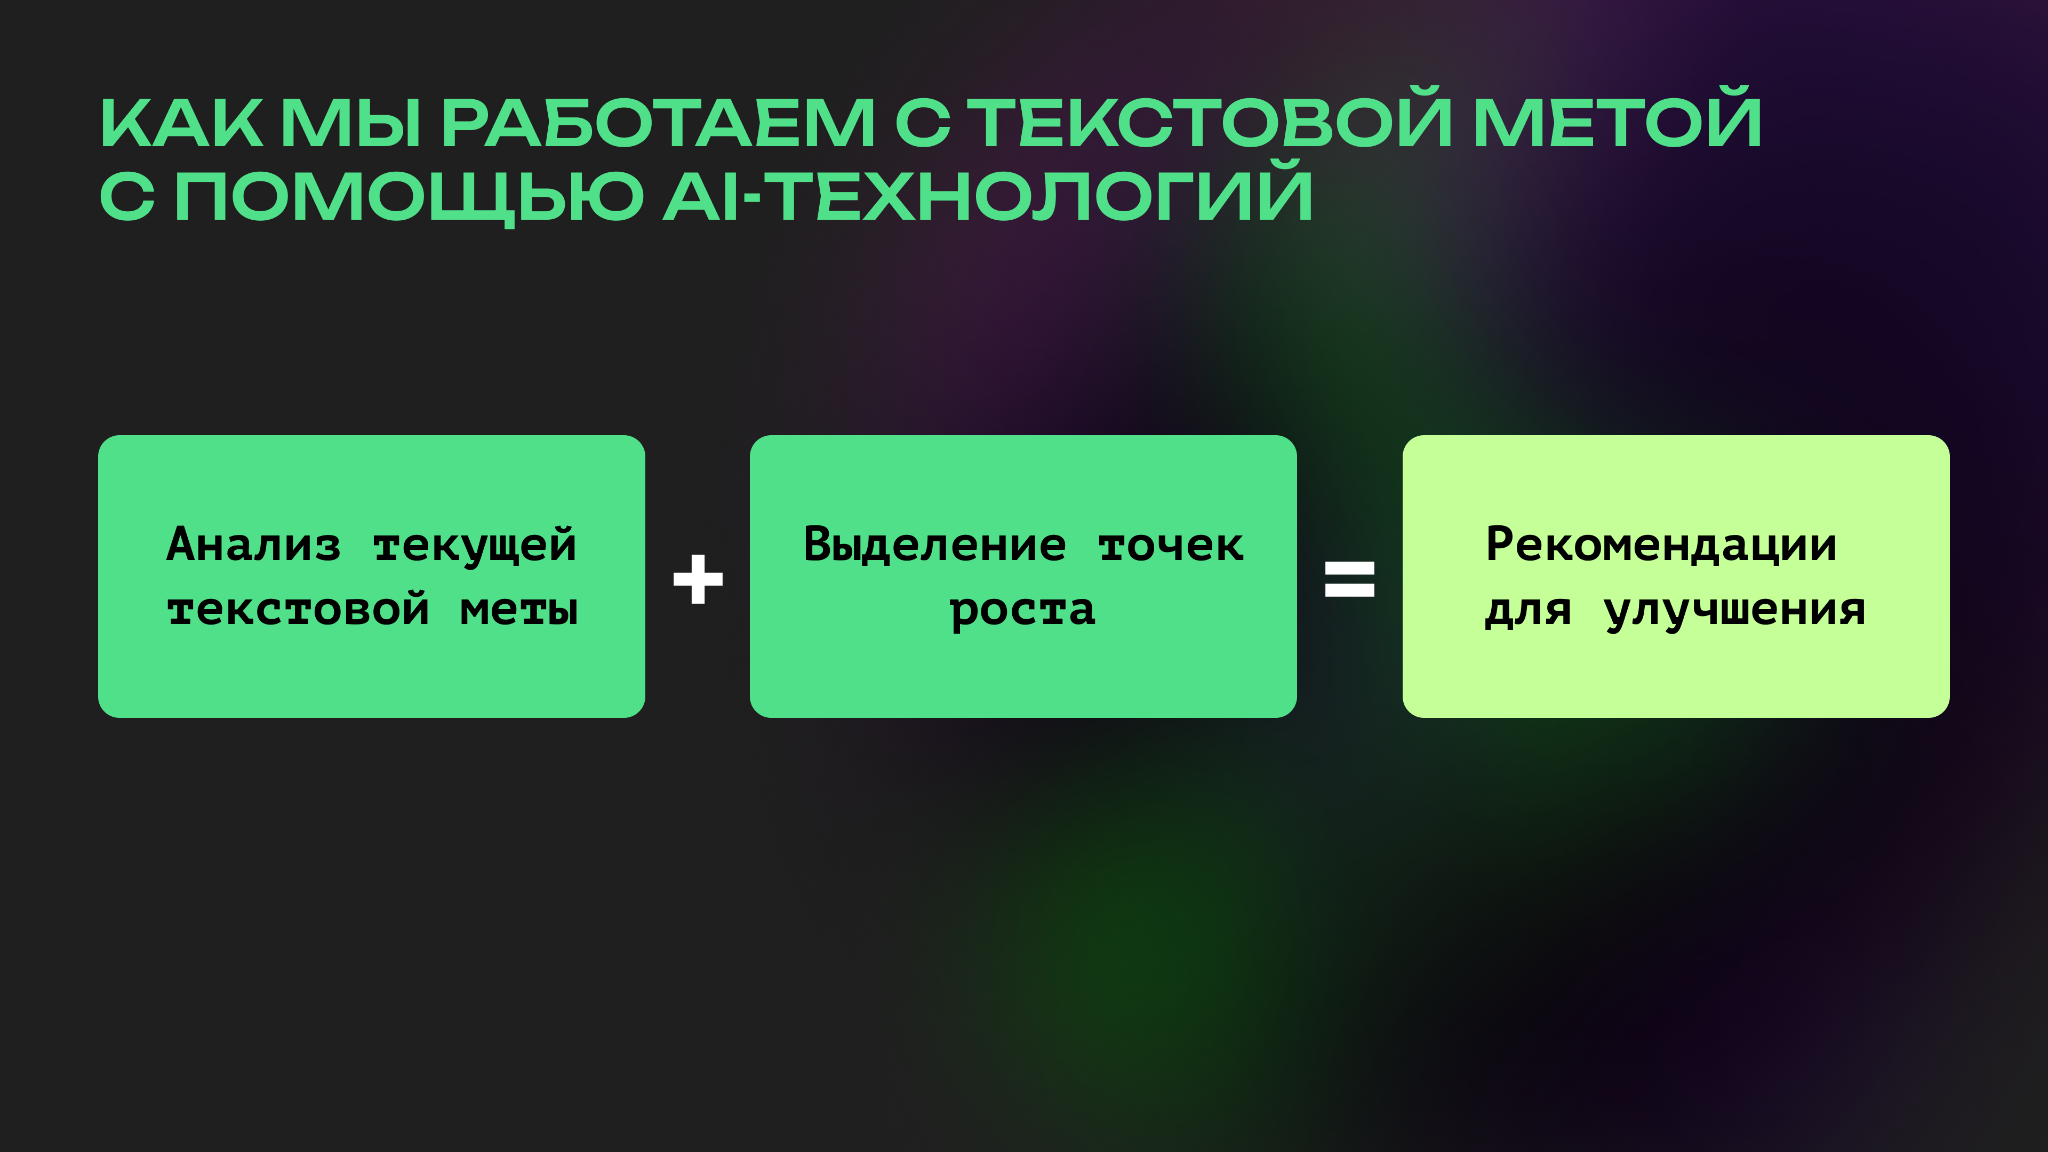 КАК МЫ РАБОТАЕМ С ТЕКСТОВОЙ МЕТОЙ
С ПОМОЩЬЮ AI-ТЕХНОЛОГИЙ
Анализ текущей
текстовой меты
+
Выделение точек
роста
=
Рекомендации
для улучшения